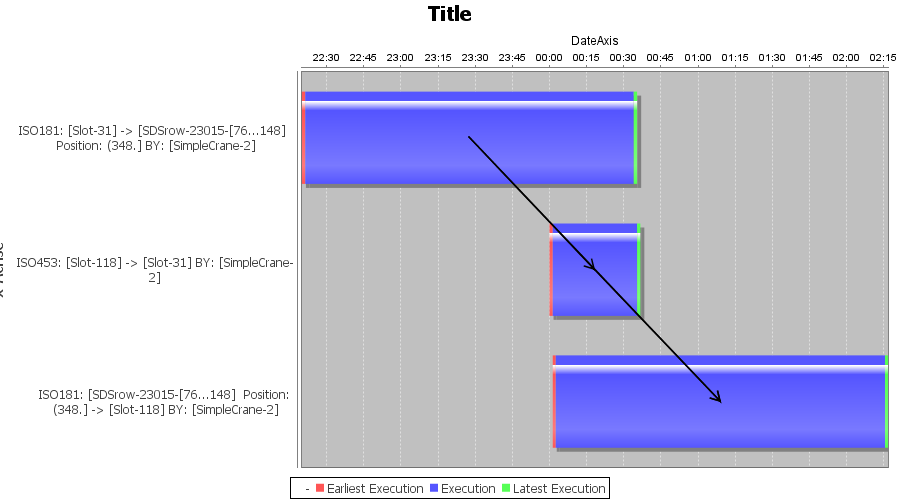 Title
DateAxis
22:30 22:45 23:00 23:15 23:30 23:45 00:00 00:15 00:30 00:45 01:00 01:15 01:30 01:45 02:00 02:15
ISO181: [Slot-31] -> [SDSrow-23015-[76...148]
Position: (348.] BY: [SimpleCrane-2]
ISO453: [Slot-118] -> [Slot-31] BY: [SimpleCrane-
2]
ISO181: [SDSrow-23015-[76...148] Position:
(348.] -> [Slot-118] BY: [SimpleCrane-2]
- Earliest Execution Execution Latest Execution